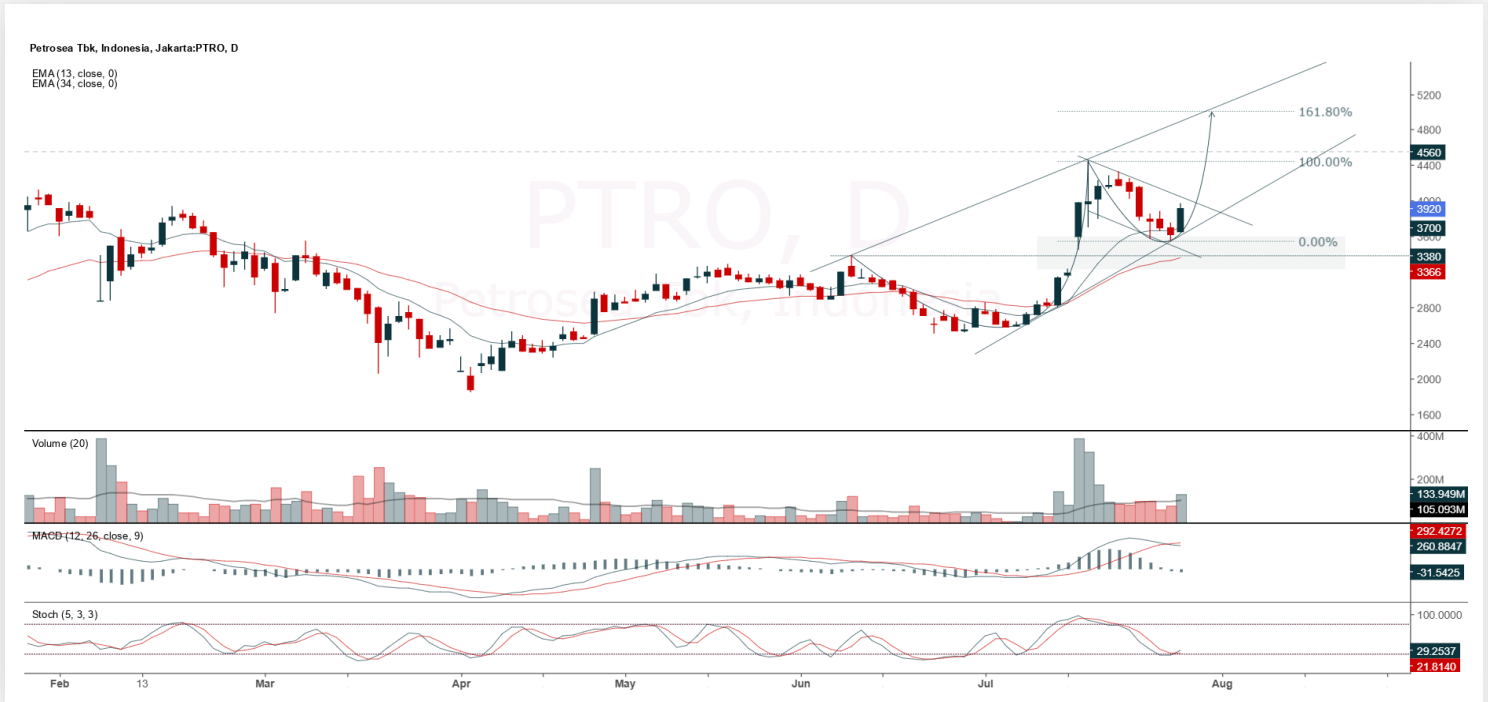 Petrosea Tbk, Indonesia, Jakarta:PTRO, D
EMA (13, close, 0)
EMA (34, close, 0)
PTRO, D
Petrosea Tbk, Indonesia
161.80%
100.00%
0.00%
5200
4800
4560
4400
4000
3920
3700
3600
3380
3366
2800
2400
2000
1600
Volume (20)
400M
200M
133.949M
105.093M
MACD (12, 26, close, 9)
292.4272
260.8847
-31.5425
Stoch (5, 3, 3)
100.0000
29.2537
21.8140
Feb 13 Mar Apr May Jun Jul Aug